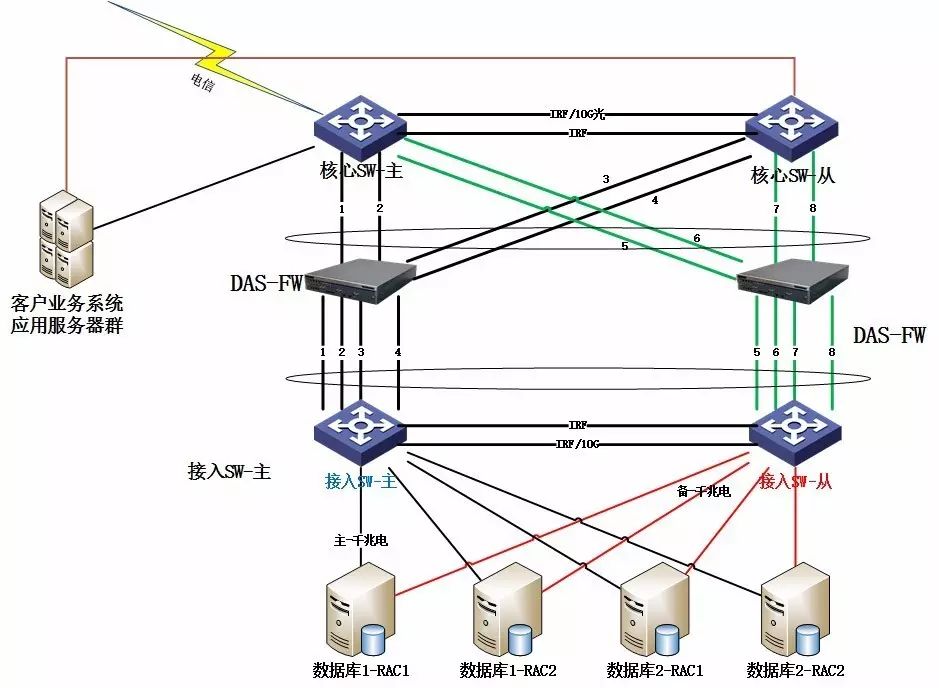 电信
IRF/10G光
IRF
核心SW-主
核心SW-从
1
2
3
4
5
6
7
8
客户业务系统
应用服务器群
DAS-FW
DAS-FW
1
2
3
4
5
6
7
8
IRF
IRF/10G
接入SW-主
接入SW-主
接入SW-从
备-千兆电
主-千兆电
数据库1-RAC1
数据库1-RAC2
数据库2-RAC1
数据库2-RAC2